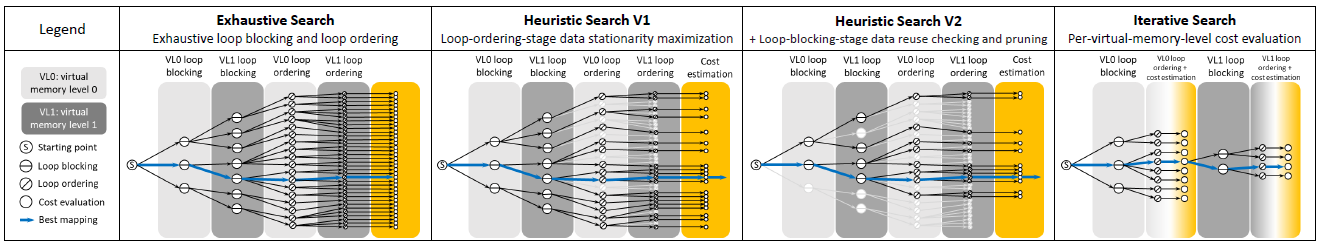 Legend
VL0: virtual
memory level 0
VL1: virtual
memory level 1
S Starting point
Loop blocking
Loop ordering
Cost evaluation
Best mapping
Exhaustive Search
Exhaustive loop blocking and loop ordering
VL0 loop
blocking
VL1 loop
blocking
VL0 loop
ordering
VL1 loop
ordering
S
Heuristic Search V1
Loop-ordering-stage data stationarity maximization
VL0 loop
blocking
VL1 loop
blocking
VL0 loop
ordering
VL1 loop
ordering
Cost
estimation
S
Heuristic Search V2
+ Loop-blocking-stage data reuse checking and pruning
VL0 loop
blocking
VL1 loop
blocking
VL0 loop
ordering
VL1 loop
ordering
Cost
estimation
S
Iterative Search
Per-virtual-memory-level cost evaluation
VL0 loop
blocking
VL0 loop
ordering +
cost estimation
VL1 loop
blocking
VL1 loop
ordering +
cost estimation
S